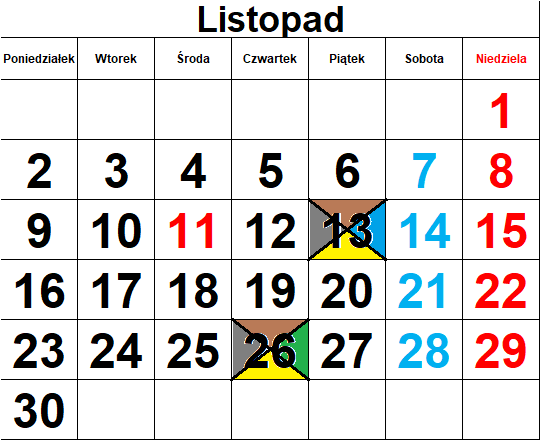 Listopad
Poniedziałek Wtorek Środa Czwartek Piątek Sobota Niedziela
1
2 3 4 5 6 7 8
9 10 11 12 13 14 15
16 17 18 19 20 21 22
23 24 25 26 27 28 29
30